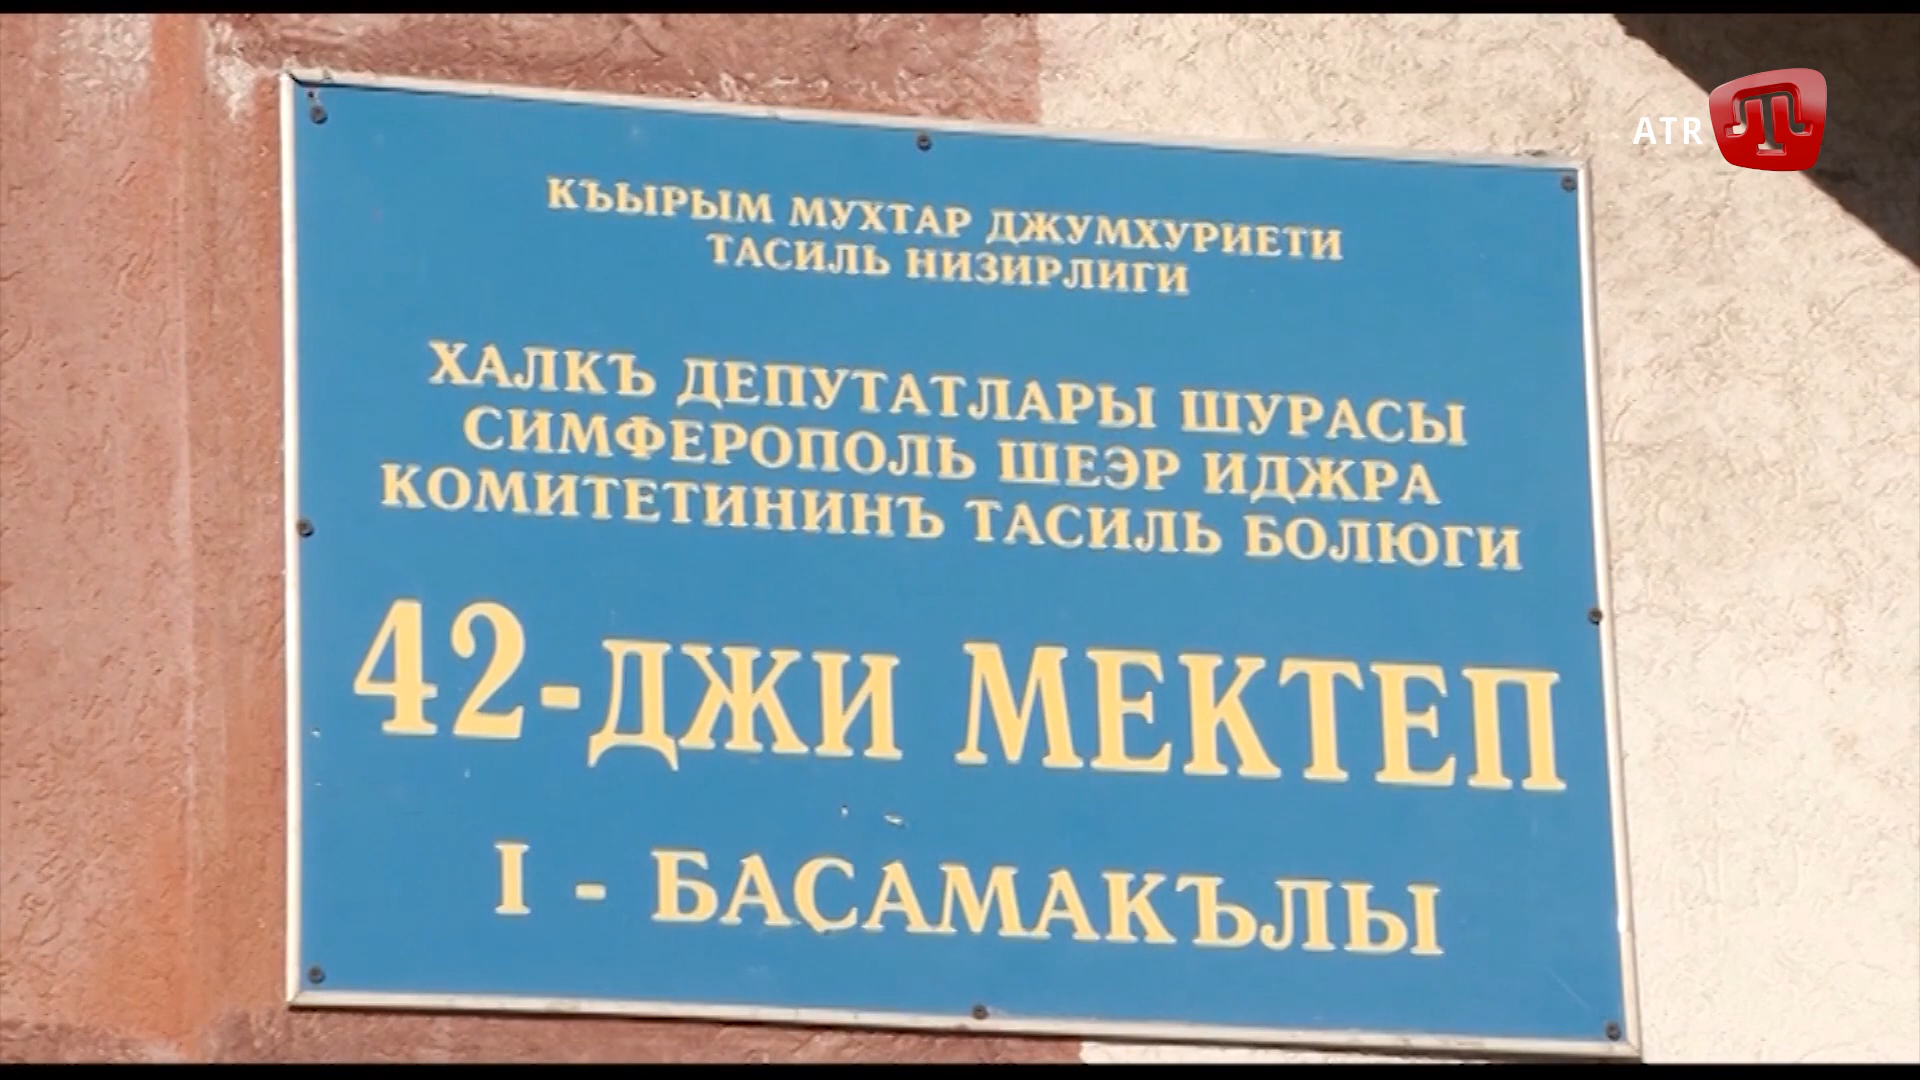 ATR
КЪЫРЫМ МУХТАР ДЖУМХУРИЕТИ
ТАСИЛЬ НИЗИРЛИГИ
ХАЛКЪ ДЕПУТАТЛАРЫ ШУРАСЫ
СИМФЕРОПОЛЬ ШЕЭР ИДЖРА
КОМИТЕТИНИНЪ ТАСИЛЬ БОЛЮГИ
42-ДЖИ МЕКТЕП
I - БАСАМАКЪЛЫ